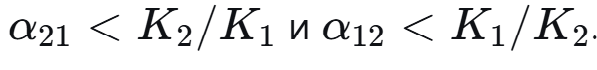 α₂₁ < K₂/K₁ и α₁₂ < K₁/K₂.